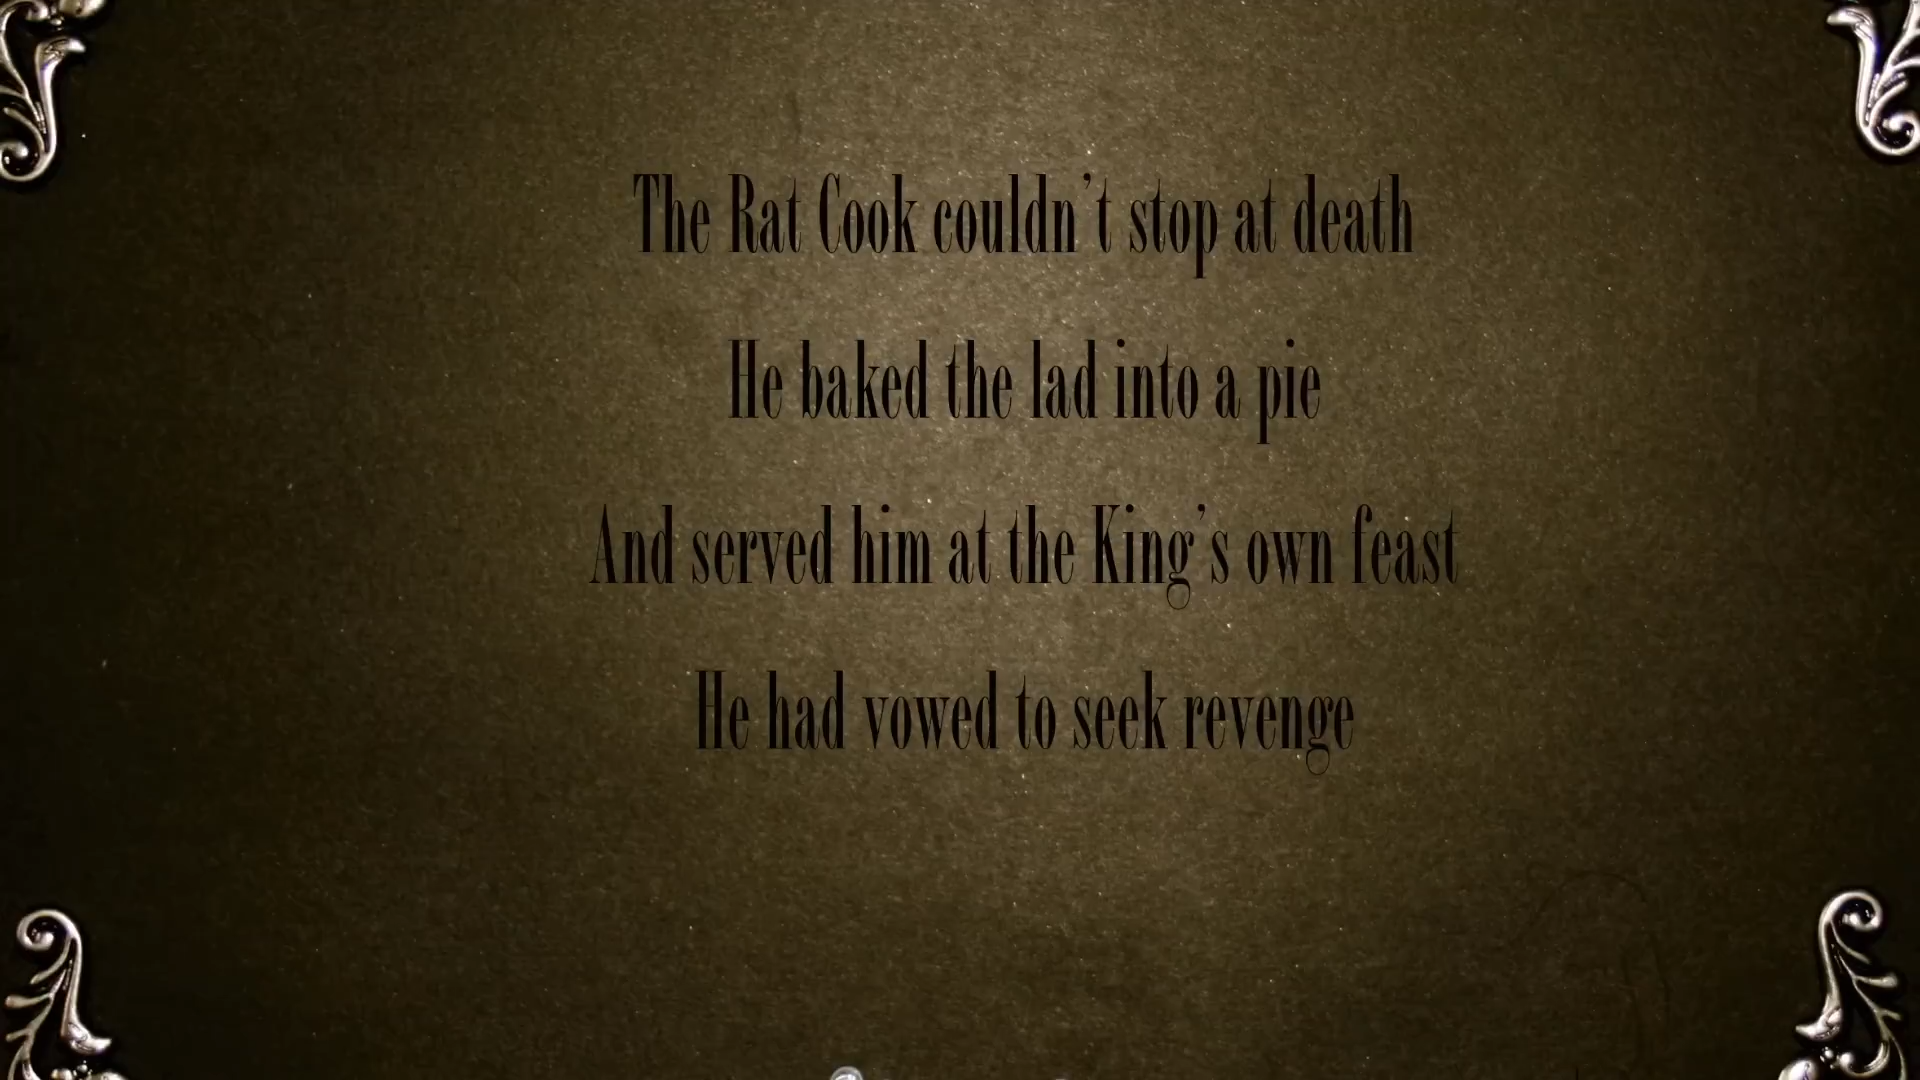 The Rat Cook couldn't stop at death
He baked the lad into a pie
And served him at the King's own feast
He had vowed to seek revenge